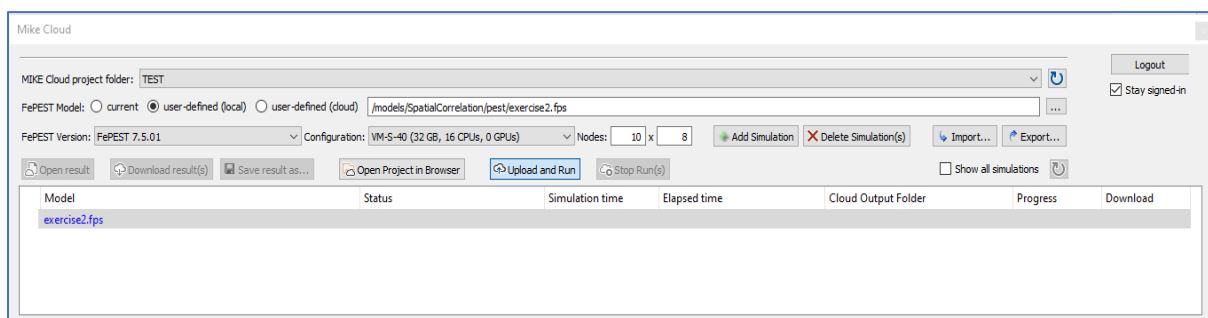 Mike Cloud
Logout
MIKE Cloud project folder: TEST
Stay signed-in
FePEST Model: current user-defined (local) user-defined (cloud) /models/SpatialCorrelation/pest/exercise2.fps ...
FePEST Version: FePEST 7.5.01 Configuration: VM-S-40 (32 GB, 16 CPUs, 0 GPUs) Nodes: 10 x 8 Add Simulation Delete Simulation(s) Import... Export...
Open result Download result(s) Save result as... Open Project in Browser Upload and Run Stop Run(s) Show all simulations
Model Status Simulation time Elapsed time Cloud Output Folder Progress Download
exercise2.fps